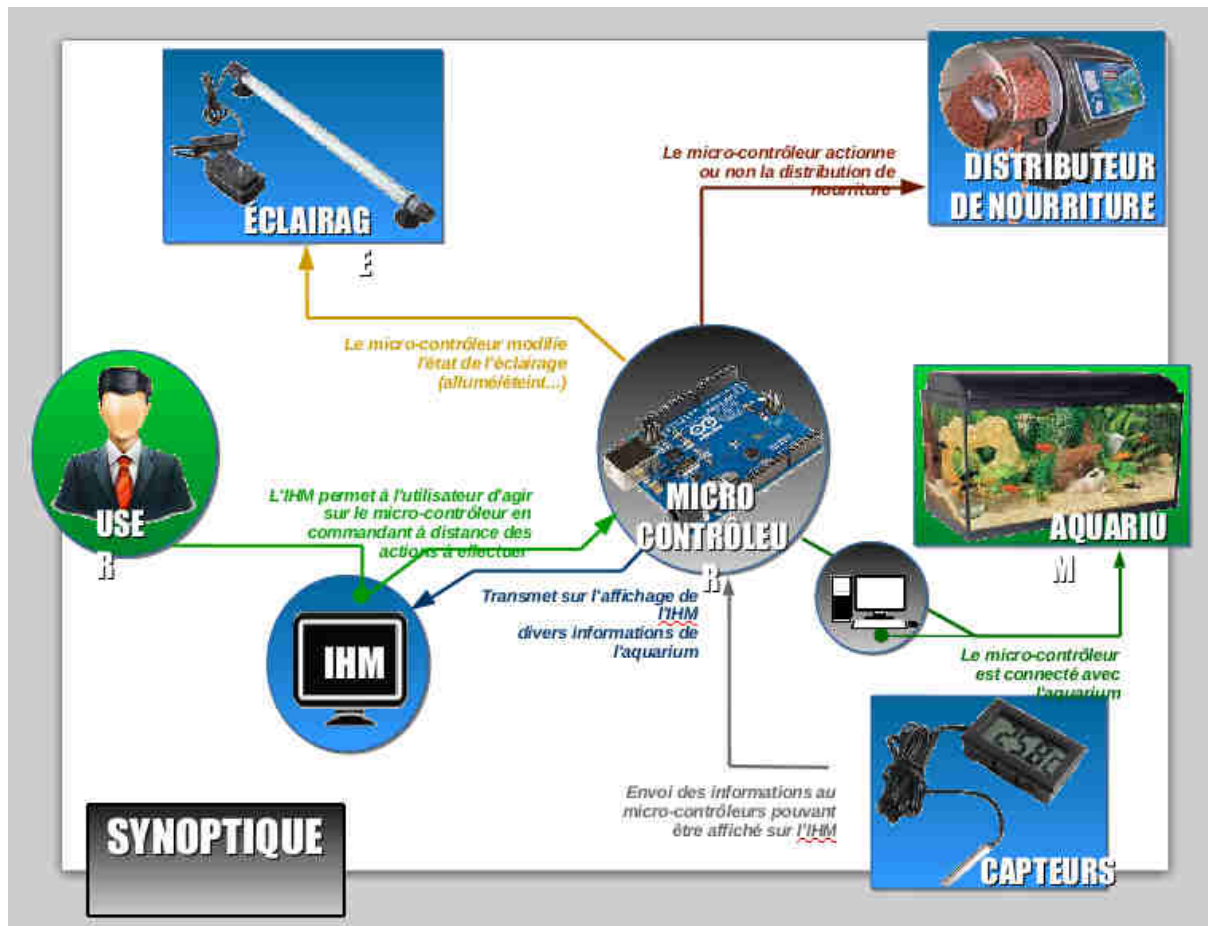 ÉCLAIRAG
E
Le micro-contrôleur actionne
ou non la distribution de
nourriture
DISTRIBUTEUR
DE NOURRITURE
Le micro-contrôleur modifie
l'état de l'éclairage
(allumé/éteint...)
USE
R
L'IHM permet à l'utilisateur d'agir
sur le micro-contrôleur en
commandant à distance des
actions à effectuer
MICRO
CONTRÔLEU
R
AQUARIU
M
IHM
Transmet sur l'affichage de
l'IHM
divers informations de
l'aquarium
Le micro-contrôleur
est connecté avec
l'aquarium
Envoi des informations au
micro-contrôleurs pouvant
être affiché sur l'IHM
CAPTEURS
SYNOPTIQUE